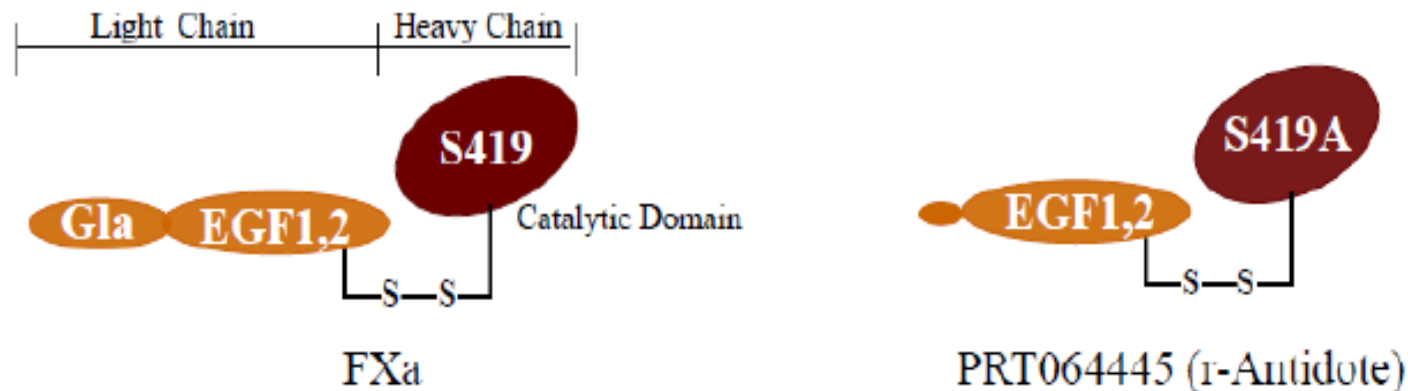 Light Chain Heavy Chain
S419 S419A
Gla EGF1,2 Catalytic Domain EGF1,2
S S S S
FXa PRT064445 (r-Antidote)